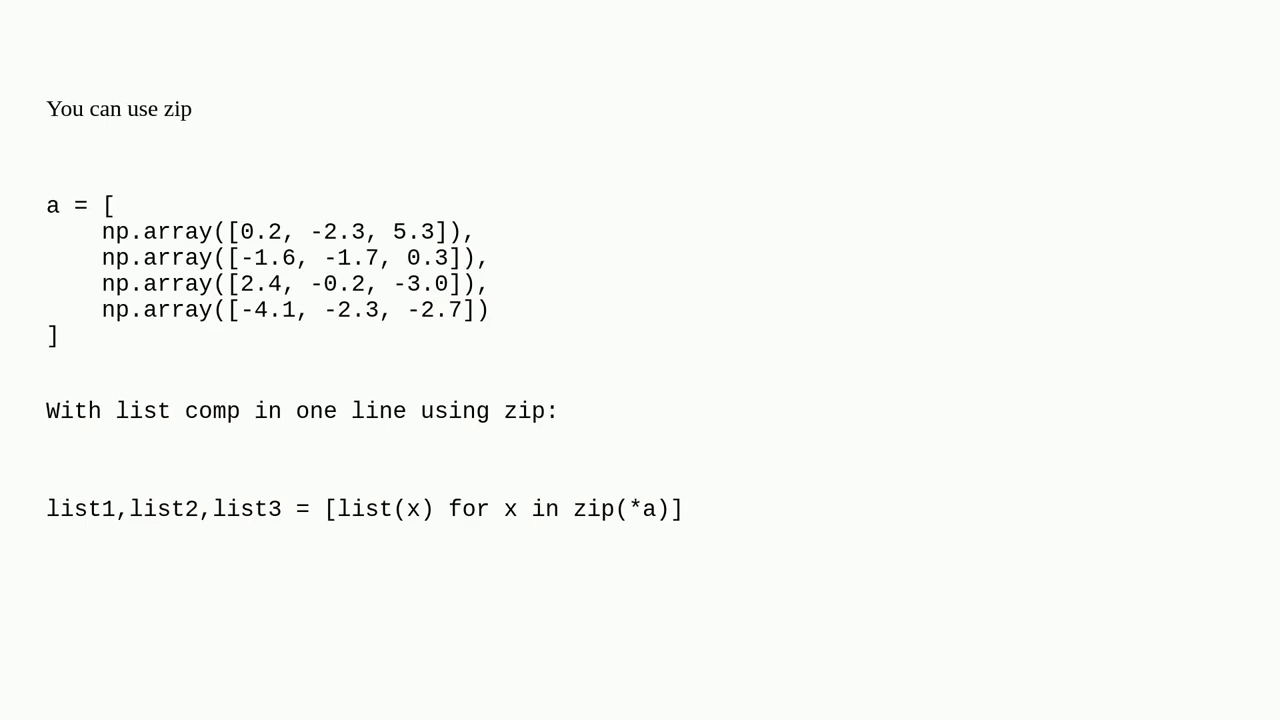 You can use zip
a = [
    np.array([0.2, -2.3, 5.3]),
    np.array([-1.6, -1.7, 0.3]),
    np.array([2.4, -0.2, -3.0]),
    np.array([-4.1, -2.3, -2.7])
]
With list comp in one line using zip:
list1,list2,list3 = [list(x) for x in zip(*a)]